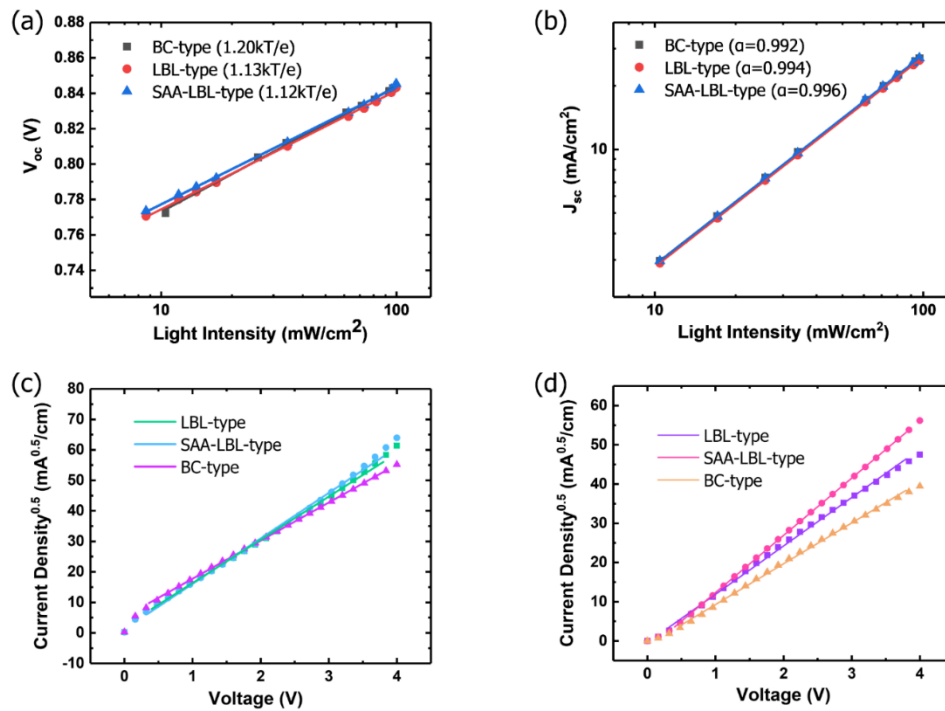 (a)
0.88
0.86
0.84
0.82
0.80
0.78
0.76
0.74
Voc (V)
BC-type (1.20kT/e)
LBL-type (1.13kT/e)
SAA-LBL-type (1.12kT/e)
10
100
Light Intensity (mW/cm²)
(b)
Jsc (mA/cm²)
10
BC-type (α=0.992)
LBL-type (α=0.994)
SAA-LBL-type (α=0.996)
10
100
Light Intensity (mW/cm²)
(c)
80
70
60
50
40
30
20
10
0
-10
Current Density^0.5 (mA^0.5/cm)
LBL-type
SAA-LBL-type
BC-type
0
1
2
3
4
Voltage (V)
(d)
60
50
40
30
20
10
0
Current Density^0.5 (mA^0.5/cm)
LBL-type
SAA-LBL-type
BC-type
0
1
2
3
4
Voltage (V)